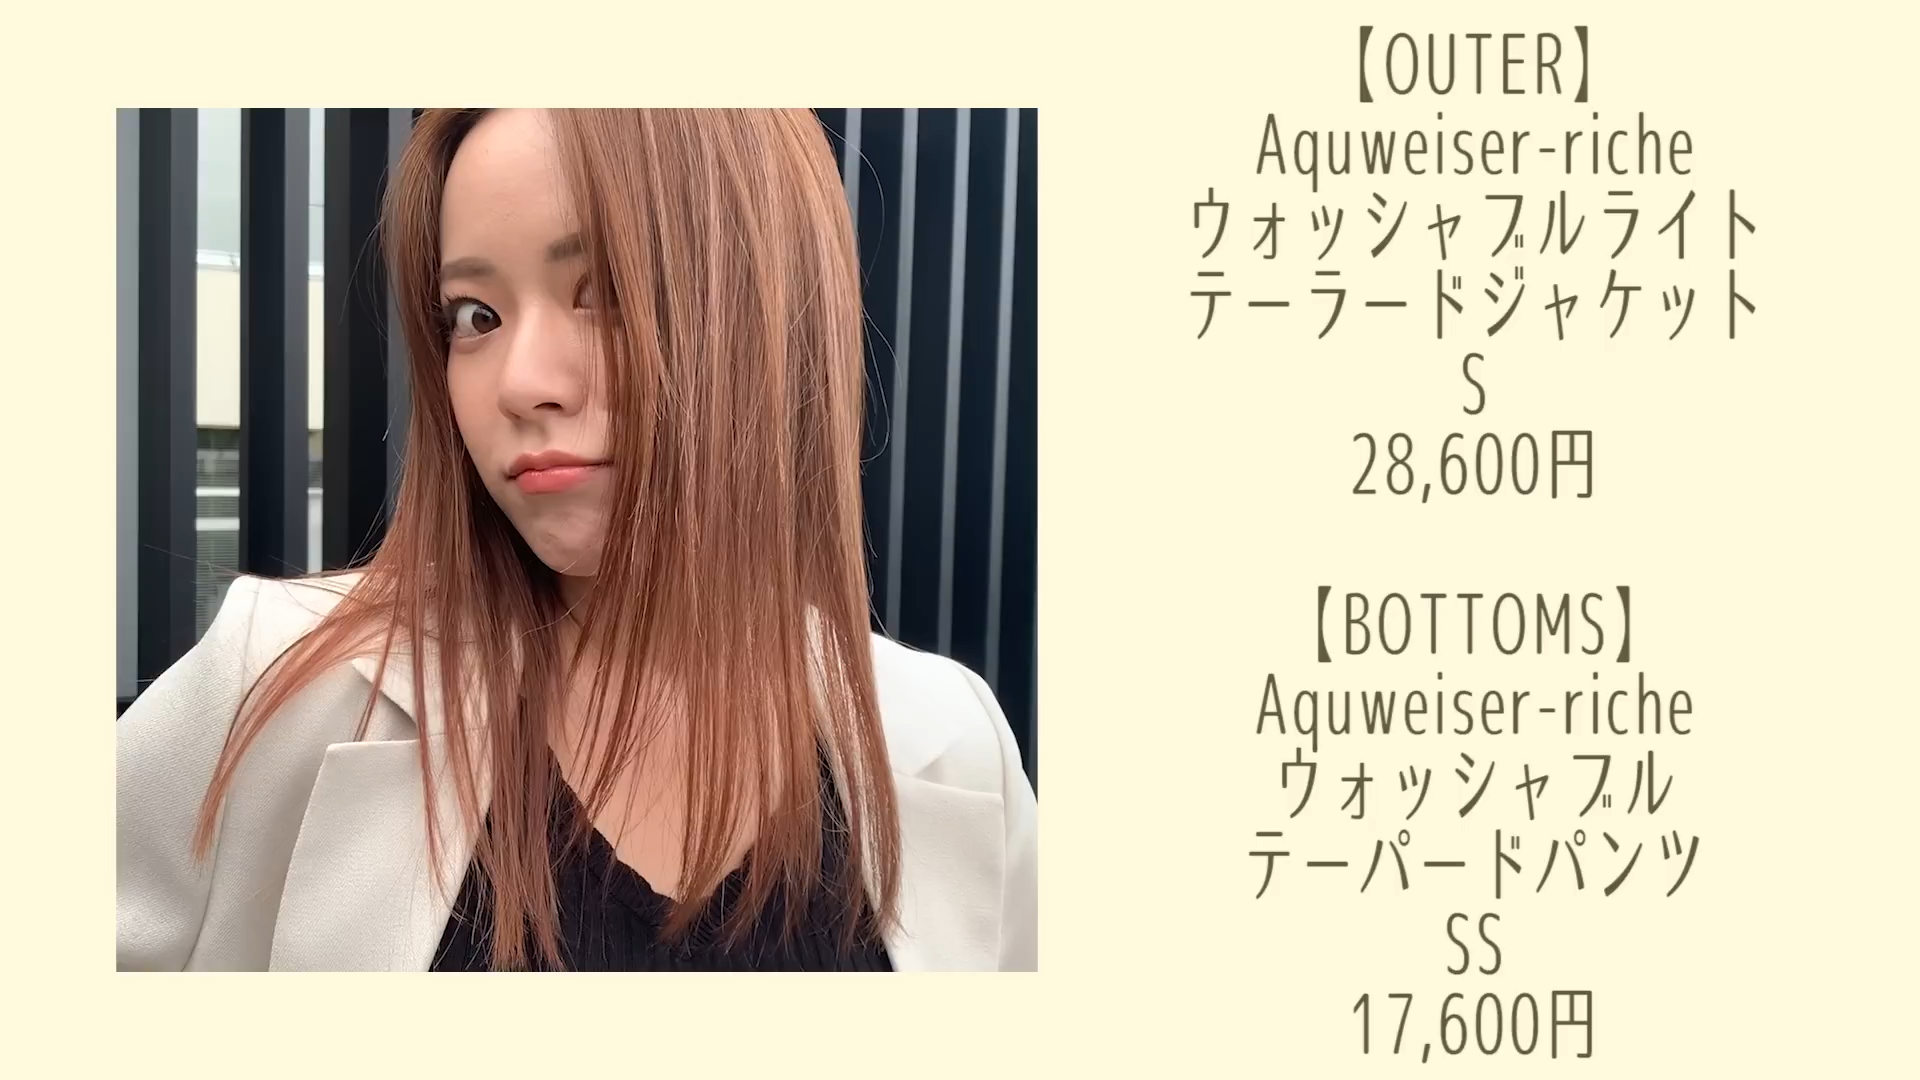 【OUTER】
Aquweiser-riche
ウォッシャブルライト
テーラードジャケット
S
28,600円
【BOTTOMS】
Aquweiser-riche
ウォッシャブル
テーパードパンツ
SS
17,600円